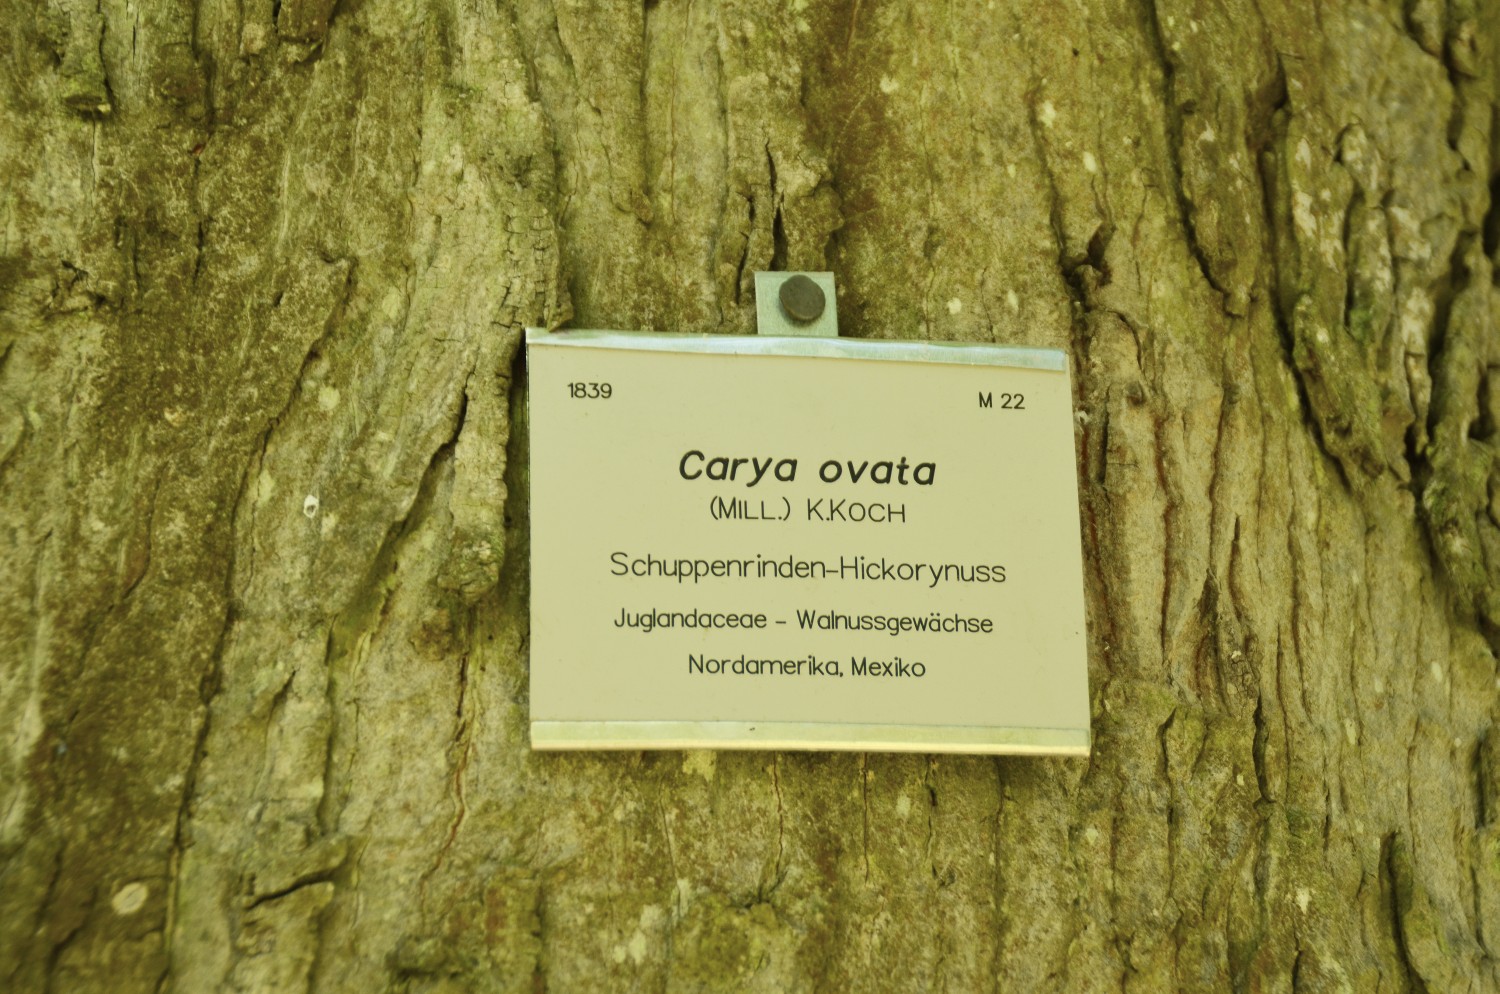 1839 M 22
Carya ovata
(MILL.) K.KOCH
Schuppenrinden-Hickorynuss
Juglandaceae - Walnussgewächse
Nordamerika, Mexiko